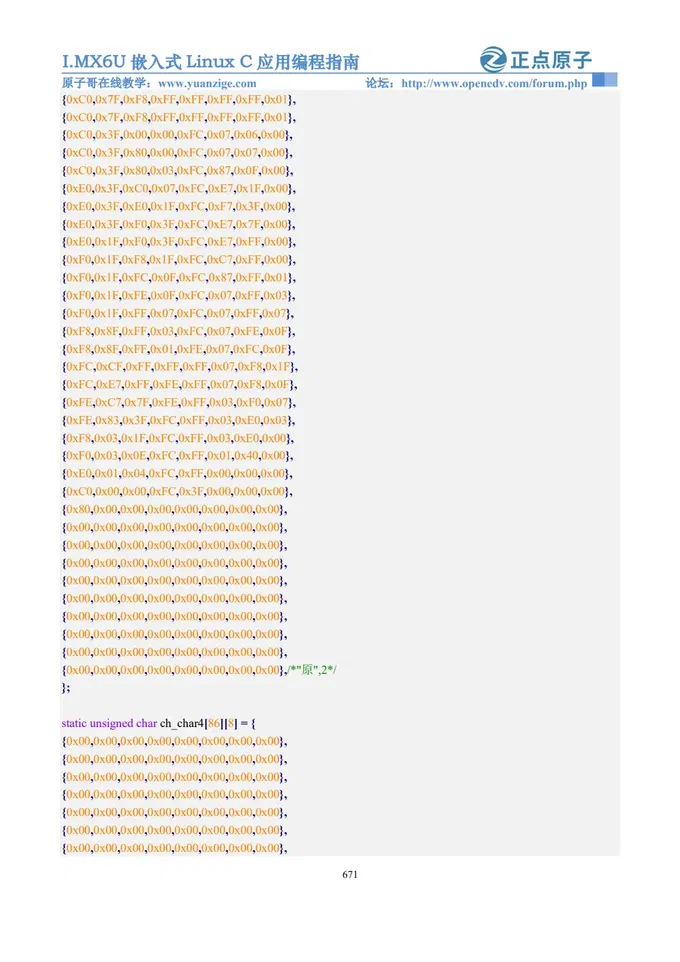 I.MX6U 嵌入式 Linux C 应用编程指南
正点原子
原子哥在线教学：www.yuanzige.com 论坛：http://www.openedv.com/forum.php
{0xC0,0x7F,0xF8,0xFF,0xFF,0xFF,0xFF,0x01},
{0xC0,0x7F,0xF8,0xFF,0xFF,0xFF,0xFF,0x01},
{0xC0,0x3F,0x00,0x00,0xFC,0x07,0x06,0x00},
{0xC0,0x3F,0x80,0x00,0xFC,0x07,0x07,0x00},
{0xC0,0x3F,0x80,0x03,0xFC,0x87,0x0F,0x00},
{0xE0,0x3F,0xC0,0x07,0xFC,0xE7,0x1F,0x00},
{0xE0,0x3F,0xE0,0x1F,0xFC,0xF7,0x3F,0x00},
{0xE0,0x3F,0xF0,0x3F,0xFC,0xE7,0x7F,0x00},
{0xE0,0x1F,0xF0,0x3F,0xFC,0xE7,0xFF,0x00},
{0xF0,0x1F,0xF8,0x1F,0xFC,0xC7,0xFF,0x00},
{0xF0,0x1F,0xFC,0x0F,0xFC,0x87,0xFF,0x01},
{0xF0,0x1F,0xFE,0x0F,0xFC,0x07,0xFF,0x03},
{0xF0,0x1F,0xFF,0x07,0xFC,0x07,0xFF,0x07},
{0xF8,0x8F,0xFF,0x03,0xFC,0x07,0xFE,0x0F},
{0xF8,0x8F,0xFF,0x01,0xFE,0x07,0xFC,0x0F},
{0xFC,0xCF,0xFF,0xFF,0xFF,0x07,0xF8,0x1F},
{0xFC,0xE7,0xFF,0xFE,0xFF,0x07,0xF8,0x0F},
{0xFE,0xC7,0x7F,0xFE,0xFF,0x03,0xF0,0x07},
{0xFE,0x83,0x3F,0xFC,0xFF,0x03,0xE0,0x03},
{0xF8,0x03,0x1F,0xFC,0xFF,0x03,0xE0,0x00},
{0xF0,0x03,0x0E,0xFC,0xFF,0x01,0x40,0x00},
{0xE0,0x01,0x04,0xFC,0xFF,0x00,0x00,0x00},
{0xC0,0x00,0x00,0xFC,0x3F,0x00,0x00,0x00},
{0x80,0x00,0x00,0x00,0x00,0x00,0x00,0x00},
{0x00,0x00,0x00,0x00,0x00,0x00,0x00,0x00},
{0x00,0x00,0x00,0x00,0x00,0x00,0x00,0x00},
{0x00,0x00,0x00,0x00,0x00,0x00,0x00,0x00},
{0x00,0x00,0x00,0x00,0x00,0x00,0x00,0x00},
{0x00,0x00,0x00,0x00,0x00,0x00,0x00,0x00},
{0x00,0x00,0x00,0x00,0x00,0x00,0x00,0x00},
{0x00,0x00,0x00,0x00,0x00,0x00,0x00,0x00},
{0x00,0x00,0x00,0x00,0x00,0x00,0x00,0x00},
{0x00,0x00,0x00,0x00,0x00,0x00,0x00,0x00},/*"原",2*/
};
static unsigned char ch_char4[86][8] = {
{0x00,0x00,0x00,0x00,0x00,0x00,0x00,0x00},
{0x00,0x00,0x00,0x00,0x00,0x00,0x00,0x00},
{0x00,0x00,0x00,0x00,0x00,0x00,0x00,0x00},
{0x00,0x00,0x00,0x00,0x00,0x00,0x00,0x00},
{0x00,0x00,0x00,0x00,0x00,0x00,0x00,0x00},
{0x00,0x00,0x00,0x00,0x00,0x00,0x00,0x00},
{0x00,0x00,0x00,0x00,0x00,0x00,0x00,0x00},
671